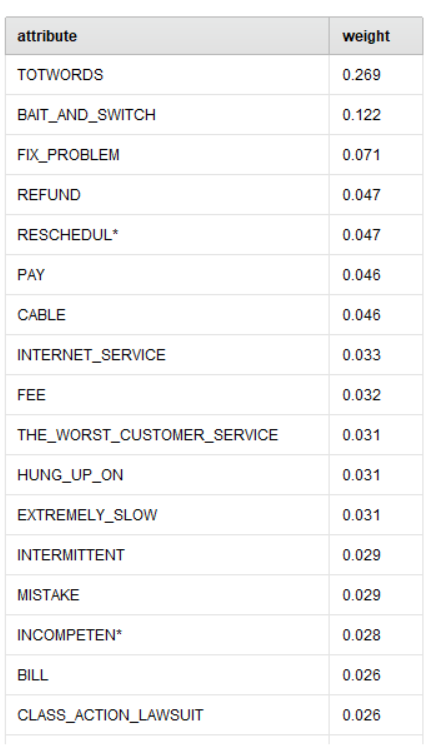 attribute weight
TOTWORDS 0.269
BAIT_AND_SWITCH 0.122
FIX_PROBLEM 0.071
REFUND 0.047
RESCHEDUL* 0.047
PAY 0.046
CABLE 0.046
INTERNET_SERVICE 0.033
FEE 0.032
THE_WORST_CUSTOMER_SERVICE 0.031
HUNG_UP_ON 0.031
EXTREMELY_SLOW 0.031
INTERMITTENT 0.029
MISTAKE 0.029
INCOMPETEN* 0.028
BILL 0.026
CLASS_ACTION_LAWSUIT 0.026